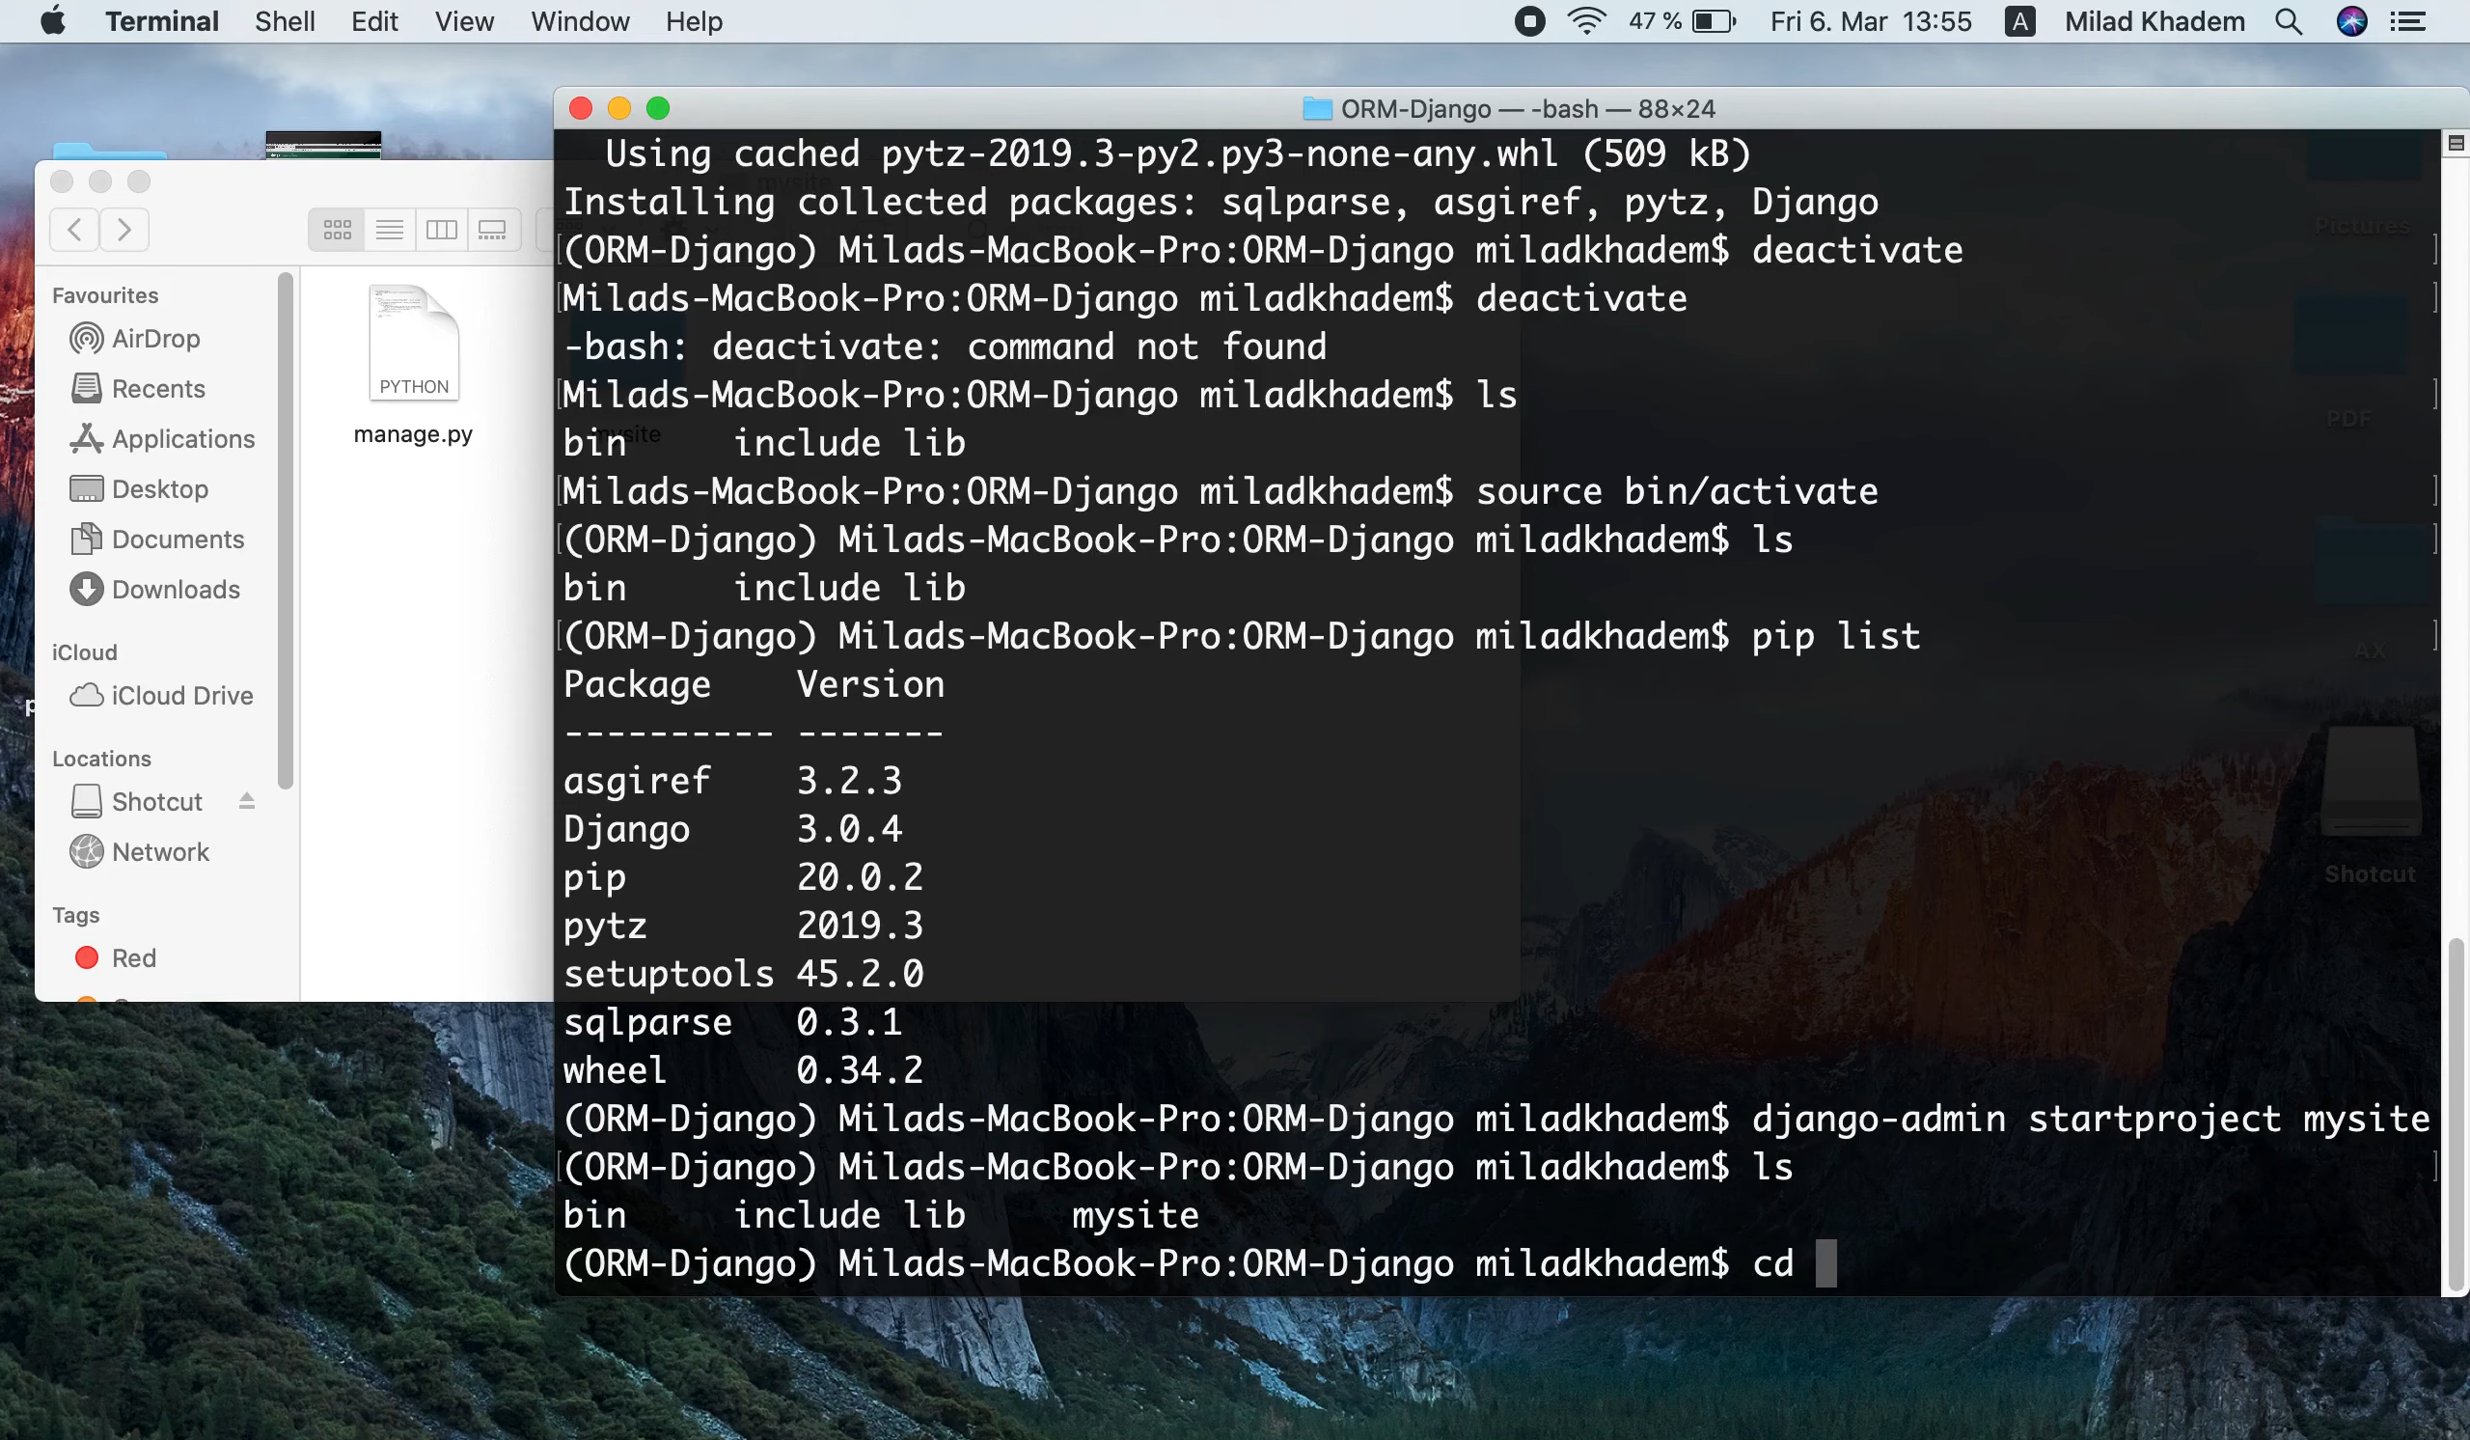 Terminal Shell Edit View Window Help 47 % Fri 6. Mar 13:55 A Milad Khadem
ORM-Django — -bash — 88×24
Favourites
AirDrop
Recents
Applications
Desktop
Documents
Downloads
iCloud
iCloud Drive
Locations
Shotcut
Network
Tags
Red
PYTHON
manage.py
mysite
mysite
Using cached pytz-2019.3-py2.py3-none-any.whl (509 kB)
Installing collected packages: sqlparse, asgiref, pytz, Django
[(ORM-Django) Milads-MacBook-Pro:ORM-Django miladkhadem$ deactivate ]
[Milads-MacBook-Pro:ORM-Django miladkhadem$ deactivate ]
-bash: deactivate: command not found
[Milads-MacBook-Pro:ORM-Django miladkhadem$ ls ]
bin include lib
[Milads-MacBook-Pro:ORM-Django miladkhadem$ source bin/activate ]
[(ORM-Django) Milads-MacBook-Pro:ORM-Django miladkhadem$ ls ]
bin include lib
[(ORM-Django) Milads-MacBook-Pro:ORM-Django miladkhadem$ pip list ]
Package Version
---------- -------
asgiref 3.2.3
Django 3.0.4
pip 20.0.2
pytz 2019.3
setuptools 45.2.0
sqlparse 0.3.1
wheel 0.34.2
(ORM-Django) Milads-MacBook-Pro:ORM-Django miladkhadem$ django-admin startproject mysite
[(ORM-Django) Milads-MacBook-Pro:ORM-Django miladkhadem$ ls ]
bin include lib mysite
(ORM-Django) Milads-MacBook-Pro:ORM-Django miladkhadem$ cd
Pictures
PDF
AX
Shotcut